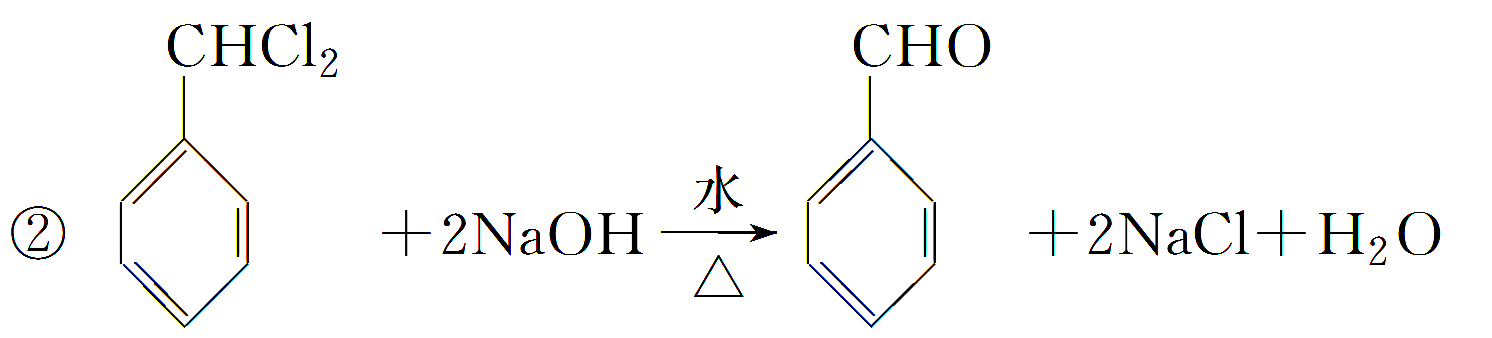 CHCl₂ CHO
② +2NaOH 水 △ +2NaCl+H₂O